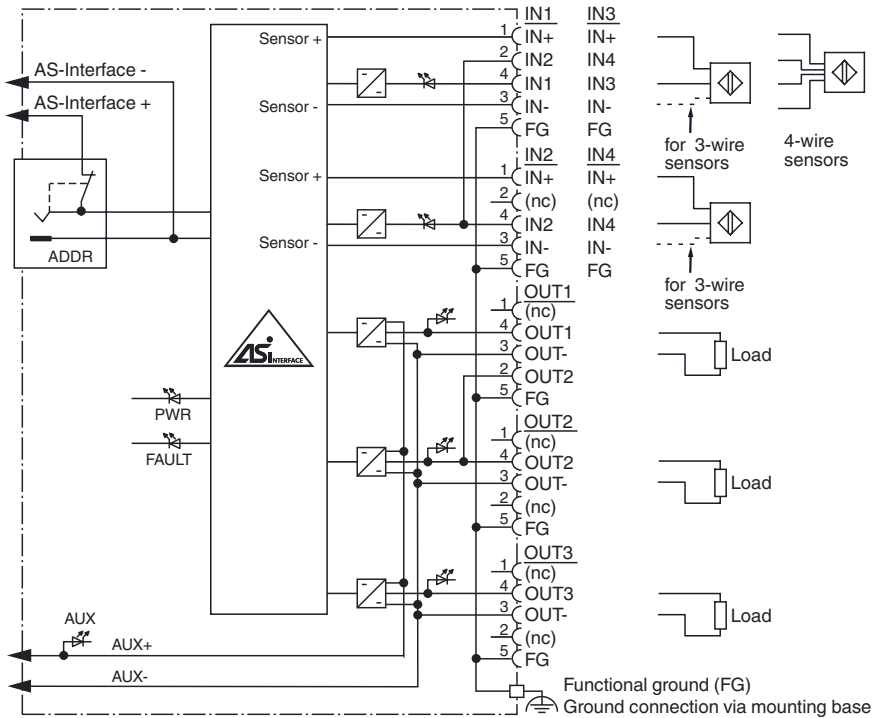 IN1 IN3
Sensor + 1 IN+ IN+
2 IN2 IN4
AS-Interface -
4 IN1 IN3
AS-Interface +
Sensor - 3 IN- IN-
5 FG FG
for 3-wire
sensors
4-wire
sensors
IN2 IN4
Sensor + 1 IN+ IN+
2 (nc) (nc)
4 IN2 IN4
Sensor - 3 IN- IN-
ADDR
5 FG FG
for 3-wire
sensors
OUT1
1 (nc)
4 OUT1
ASi INTERFACE
3 OUT- Load
2 OUT2
5 FG
PWR
OUT2
1 (nc)
FAULT
4 OUT2
3 OUT- Load
2 (nc)
5 FG
OUT3
1 (nc)
4 OUT3
3 OUT- Load
AUX
2 (nc)
AUX+
5 FG
AUX-
Functional ground (FG)
Ground connection via mounting base